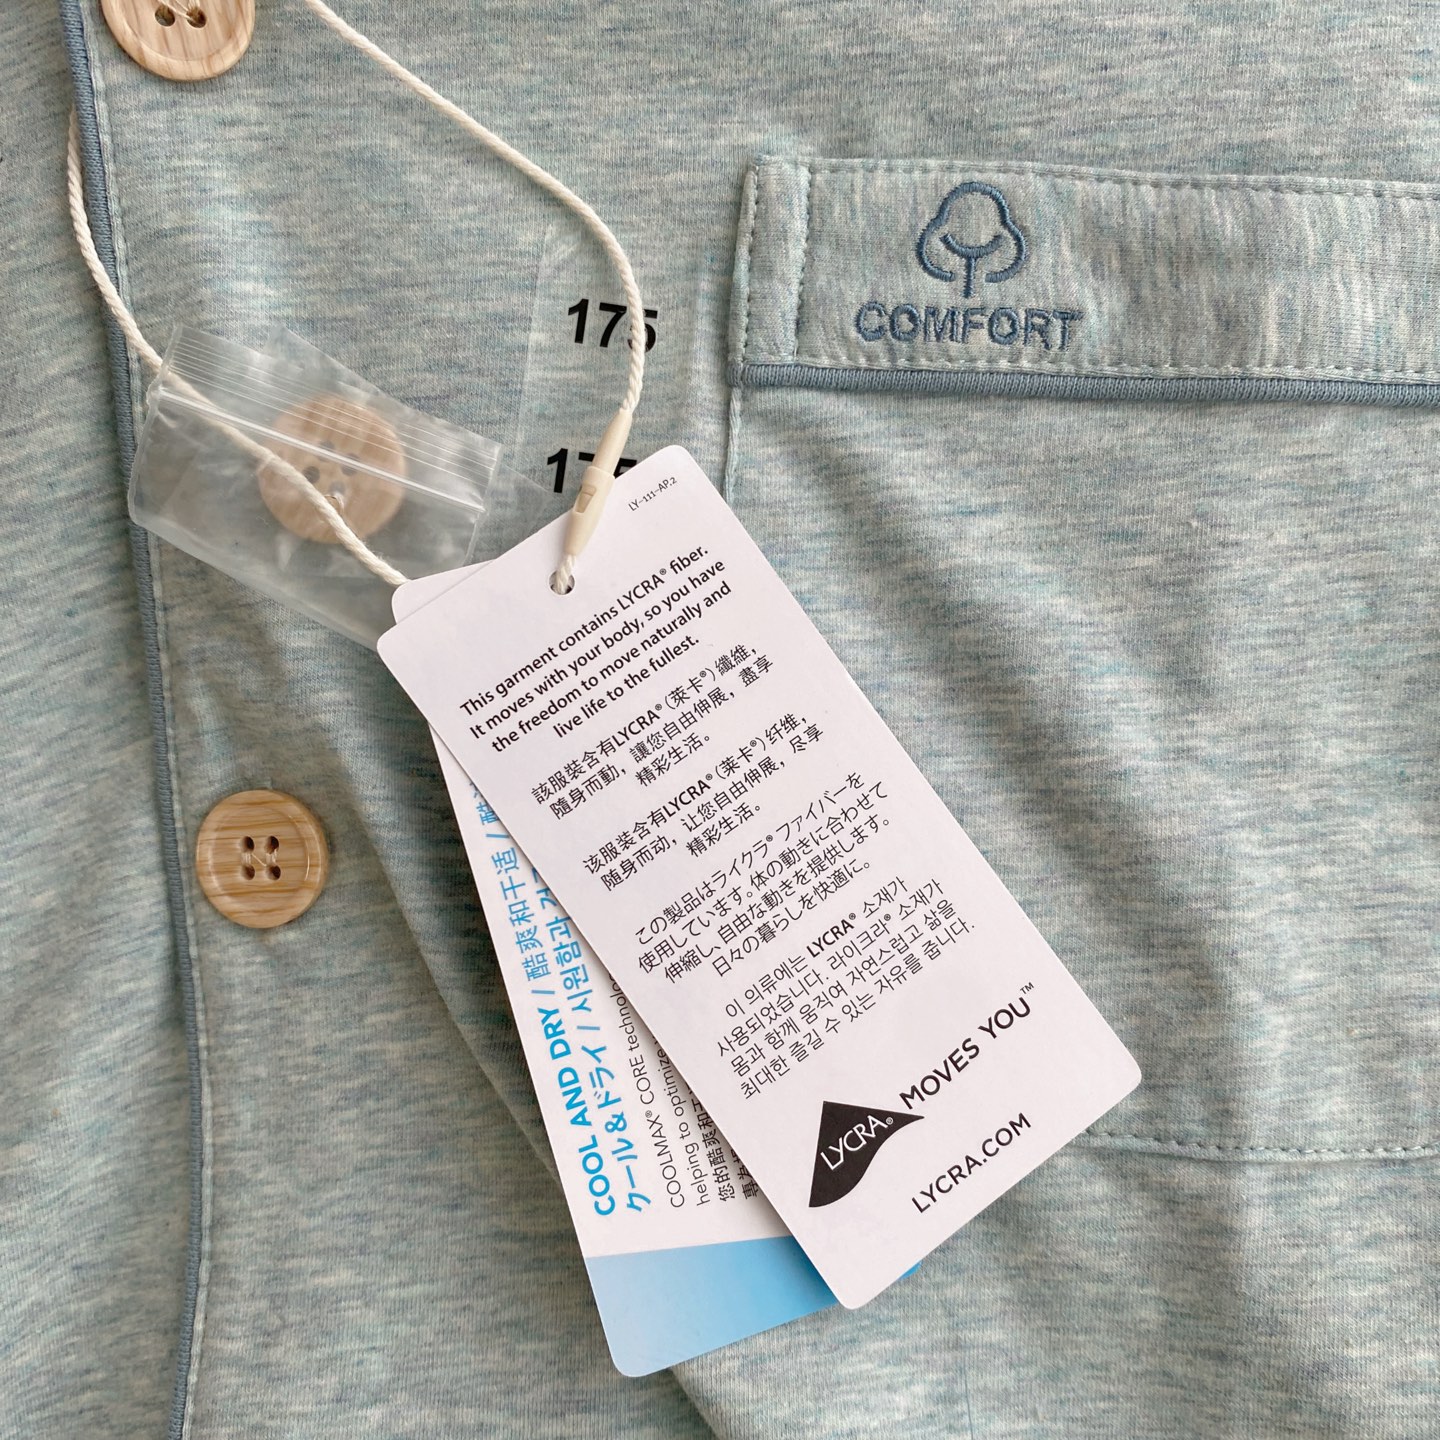 175
COMFORT
175
LY-111-AP.2
This garment contains LYCRA® fiber.
It moves with your body, so you have
the freedom to move naturally and
live life to the fullest.
該服裝含有LYCRA®（萊卡®）纖維，
隨身而動，讓您自由伸展，盡享
精彩生活。
该服装含有LYCRA®（莱卡®）纤维，
随身而动，让您自由伸展，尽享
精彩生活。
この製品はライクラ® ファイバーを
使用しています。体の動きに合わせて
伸縮し、自由な動きを提供します。
日々の暮らしを快適に。
이 의류에는 LYCRA® 소재가
사용되었습니다. 라이크라® 소재가
몸과 함께 움직여 자연스럽고 삶을
최대한 즐길 수 있는 자유를 줍니다.
LYCRA® MOVES YOU™
LYCRA.COM
COOL AND DRY / 酷爽和干适 /
クール&ドライ / 시원함과
COOLMAX® CORE
helping to optimize
您的酷爽和